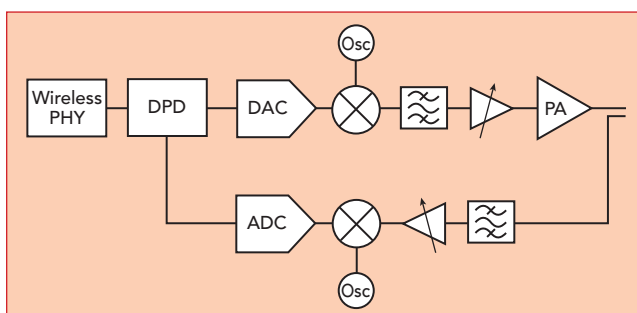 Osc
Wireless
PHY
DPD
DAC
PA
ADC
Osc